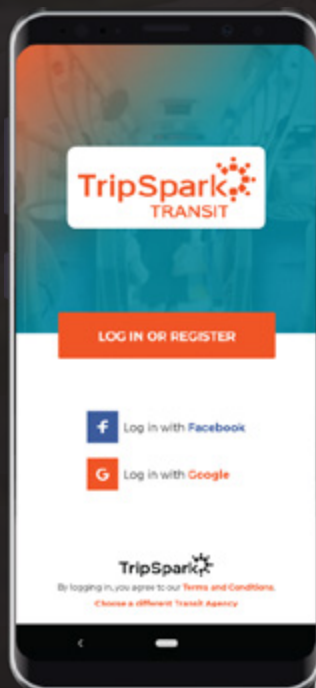 TripSpark
TRANSIT
LOG IN OR REGISTER
f Log in with Facebook
G Log in with Google
TripSpark
By logging in, you agree to our Terms and Conditions.
Choose a different Transit Agency